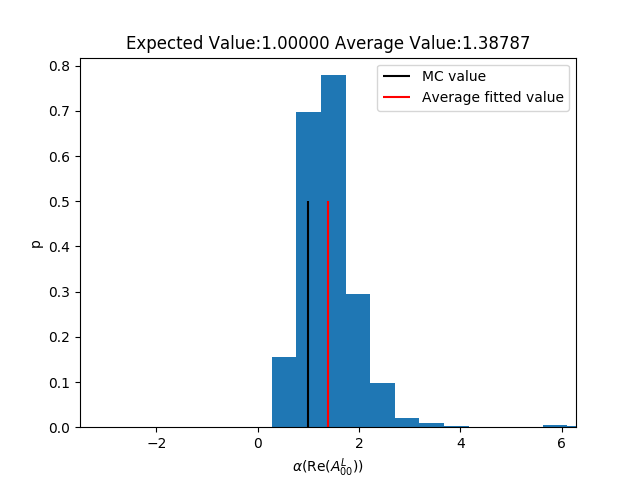 Expected Value:1.00000 Average Value:1.38787
MC value
Average fitted value
0.8
0.7
0.6
0.5
0.4
0.3
0.2
0.1
0.0
p
−2 0 2 4 6
α(Re(A^L_00))